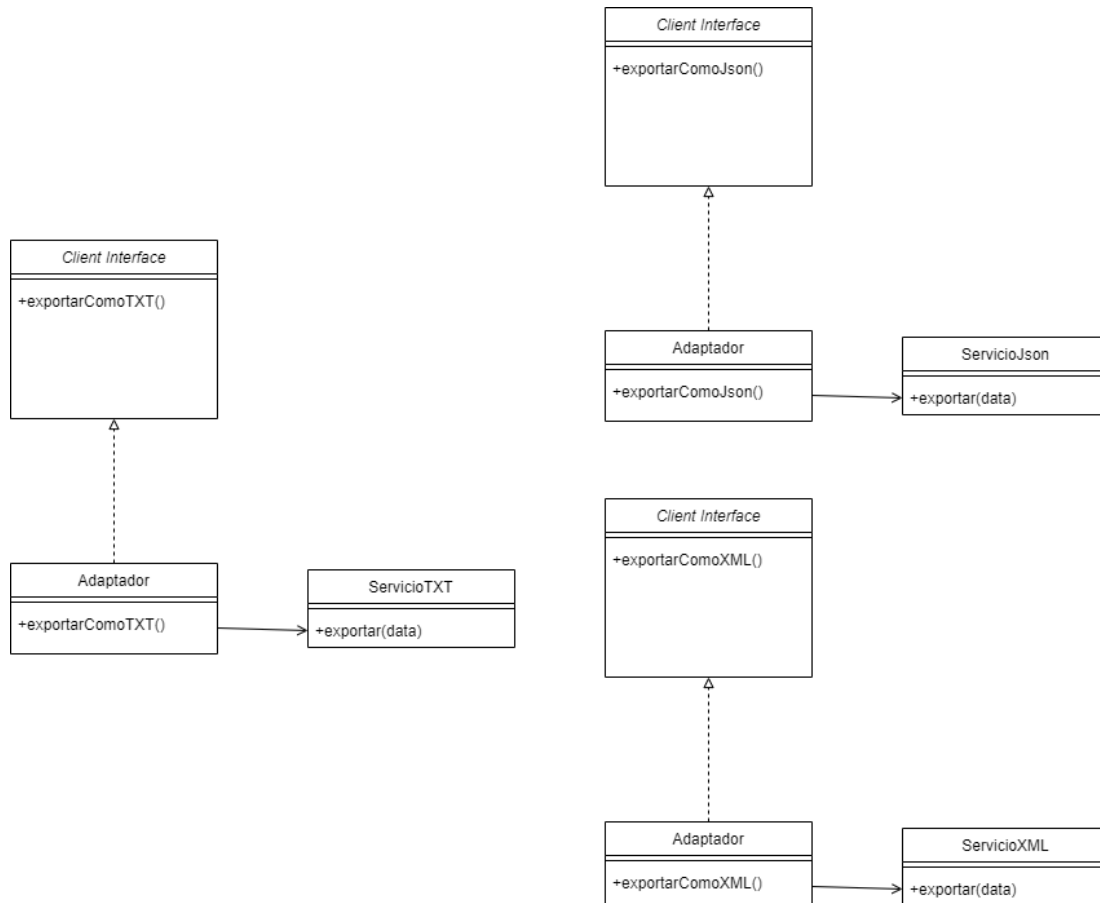 Client Interface
+exportarComoJson()
Client Interface
+exportarComoTXT()
Adaptador
+exportarComoJson()
ServicioJson
+exportar(data)
Client Interface
+exportarComoXML()
Adaptador
+exportarComoTXT()
ServicioTXT
+exportar(data)
Adaptador
+exportarComoXML()
ServicioXML
+exportar(data)